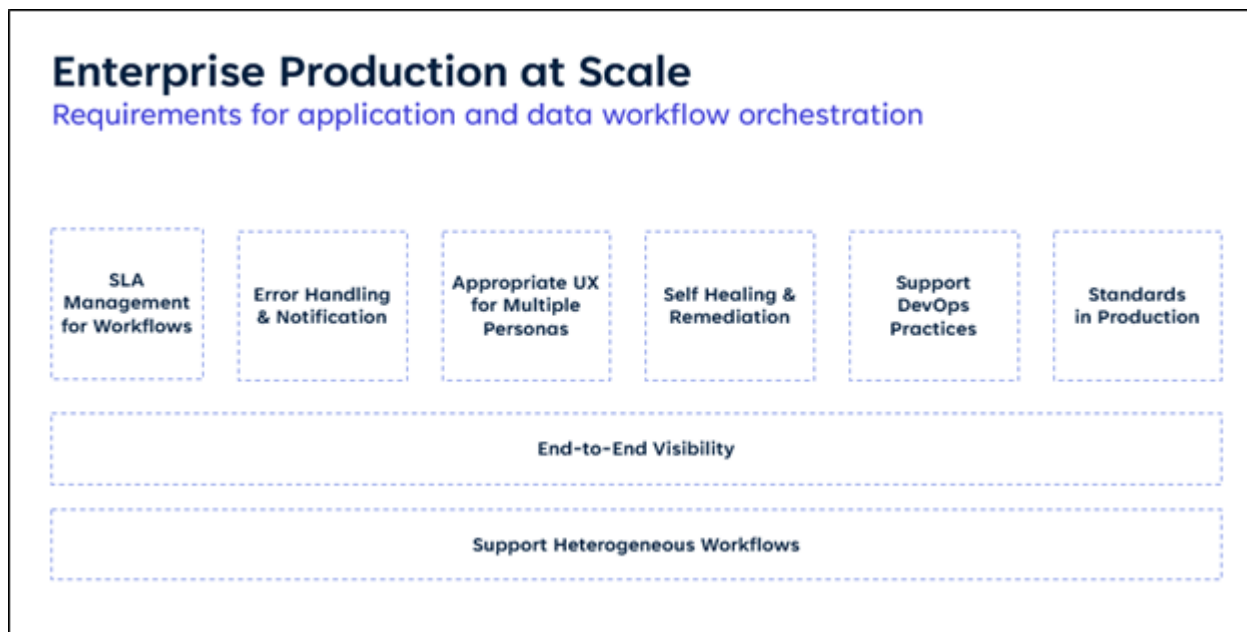 Enterprise Production at Scale
Requirements for application and data workflow orchestration
SLA
Management
for Workflows
Error Handling
& Notification
Appropriate UX
for Multiple
Personas
Self Healing &
Remediation
Support
DevOps
Practices
Standards
in Production
End-to-End Visibility
Support Heterogeneous Workflows